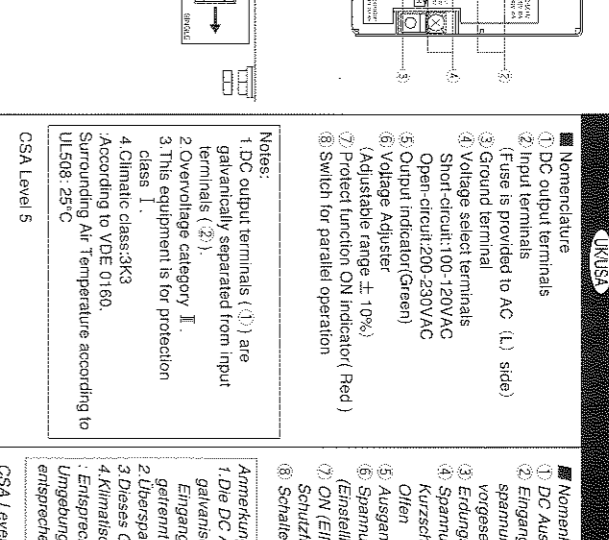 UK/USA
■ Nomenclature
① DC output terminals
② Input terminals
(Fuse is provided to AC (L) side)
③ Ground terminal
④ Voltage select terminals
Short-circuit:100-120VAC
Open-circuit:200-230VAC
⑤ Output indicator(Green)
⑥ Voltage Adjuster
(Adjustable range ± 10%)
⑦ Protect function ON indicator( Red )
⑧ Switch for parallel operation
Notes:
1.DC output terminals ( ① ) are
galvanically separated from input
terminals ( ② ).
2.Overvoltage category Ⅱ.
3.This equipment is for protection
class Ⅰ.
4.Climatic class:3K3
:According to VDE 0160.
Surrounding Air Temperature according to
UL508: 25°C
CSA Level 5
■ Nomen
① DC Aus
② Eingang
spannu
vorgese
③ Erdung
④ Spannu
Kurzsch
Offen
⑤ Ausgan
⑥ Spannu
(Einstelli
⑦ ON (EI
Schutzf
⑧ Schalte
Anmerkun
1.Die DC A
galvanis
Eingang
getrennt
2.Überspa
3.Dieses G
4.Klimatisc
: Entsprec
Umgebung
entspreche
CSA Level
③
④
②